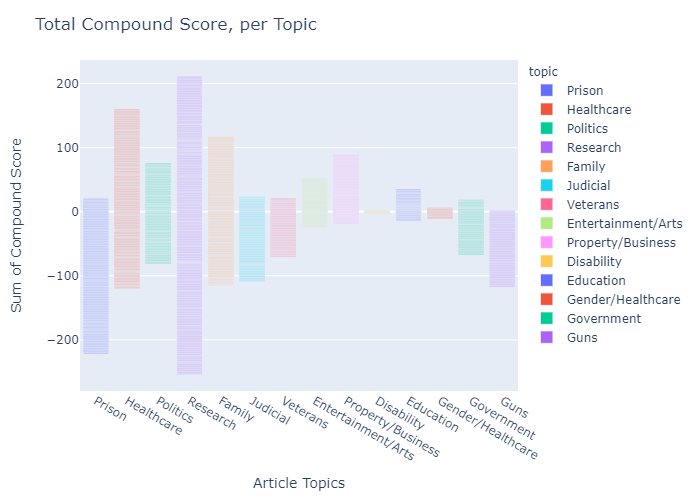 Total Compound Score, per Topic
topic
Prison
Healthcare
Politics
Research
Family
Judicial
Veterans
Entertainment/Arts
Property/Business
Disability
Education
Gender/Healthcare
Government
Guns
Sum of Compound Score
200
100
0
−100
−200
Prison
Healthcare
Politics
Research
Family
Judicial
Veterans
Entertainment/Arts
Property/Business
Disability
Education
Gender/Healthcare
Government
Guns
Article Topics